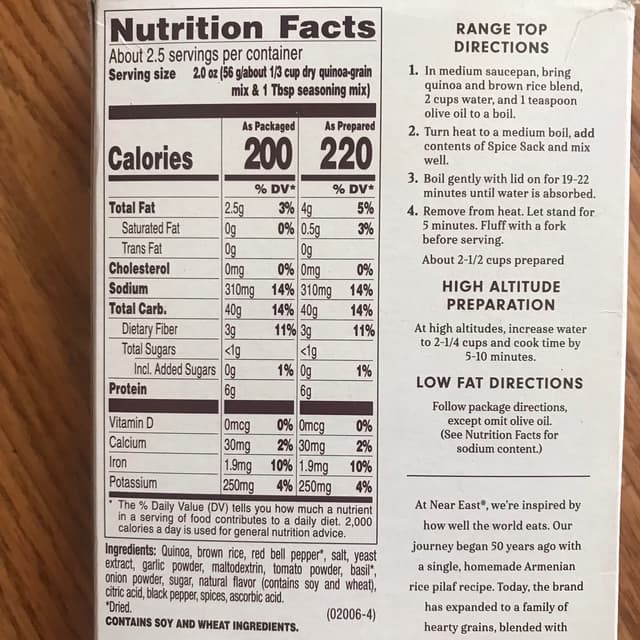 Nutrition Facts
About 2.5 servings per container
Serving size 2.0 oz (56 g/about 1/3 cup dry quinoa-grain
mix & 1 Tbsp seasoning mix)
As Packaged As Prepared
Calories 200 220
% DV* % DV*
Total Fat 2.5g 3% 4g 5%
Saturated Fat 0g 0% 0.5g 3%
Trans Fat 0g 0g
Cholesterol 0mg 0% 0mg 0%
Sodium 310mg 14% 310mg 14%
Total Carb. 40g 14% 40g 14%
Dietary Fiber 3g 11% 3g 11%
Total Sugars <1g <1g
Incl. Added Sugars 0g 1% 0g 1%
Protein 6g 6g
Vitamin D 0mcg 0% 0mcg 0%
Calcium 30mg 2% 30mg 2%
Iron 1.9mg 10% 1.9mg 10%
Potassium 250mg 4% 250mg 4%
* The % Daily Value (DV) tells you how much a nutrient
in a serving of food contributes to a daily diet. 2,000
calories a day is used for general nutrition advice.
Ingredients: Quinoa, brown rice, red bell pepper*, salt, yeast
extract, garlic powder, maltodextrin, tomato powder, basil*,
onion powder, sugar, natural flavor (contains soy and wheat),
citric acid, black pepper, spices, ascorbic acid.
*Dried.
(02006-4)
CONTAINS SOY AND WHEAT INGREDIENTS.
RANGE TOP
DIRECTIONS
1. In medium saucepan, bring
quinoa and brown rice blend,
2 cups water, and 1 teaspoon
olive oil to a boil.
2. Turn heat to a medium boil, add
contents of Spice Sack and mix
well.
3. Boil gently with lid on for 19-22
minutes until water is absorbed.
4. Remove from heat. Let stand for
5 minutes. Fluff with a fork
before serving.
About 2-1/2 cups prepared
HIGH ALTITUDE
PREPARATION
At high altitudes, increase water
to 2-1/4 cups and cook time by
5-10 minutes.
LOW FAT DIRECTIONS
Follow package directions,
except omit olive oil.
(See Nutrition Facts for
sodium content.)
At Near East®, we're inspired by
how well the world eats. Our
journey began 50 years ago with
a single, homemade Armenian
rice pilaf recipe. Today, the brand
has expanded to a family of
hearty grains, blended with